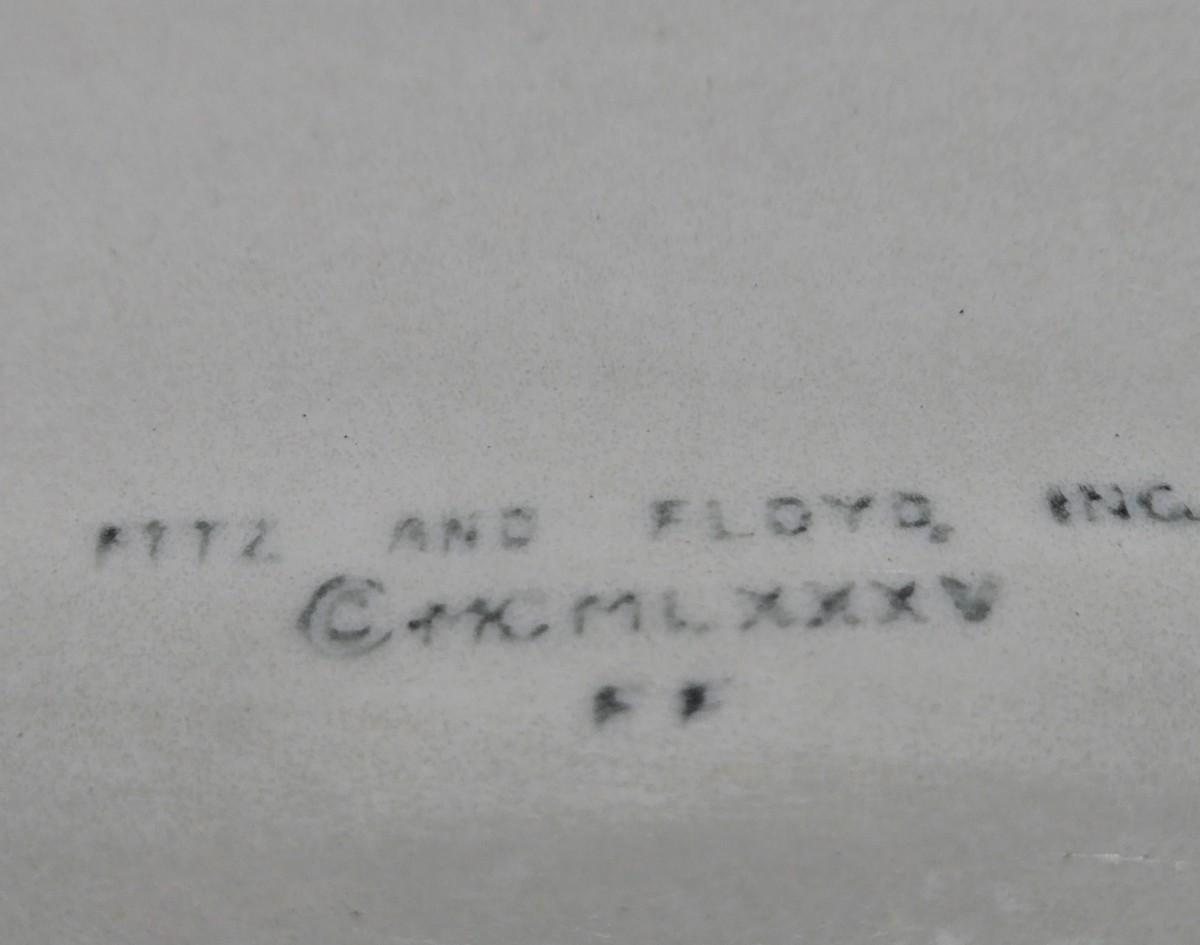 FITZ AND FLOYD, INC.
© MCMLXXXV
FF